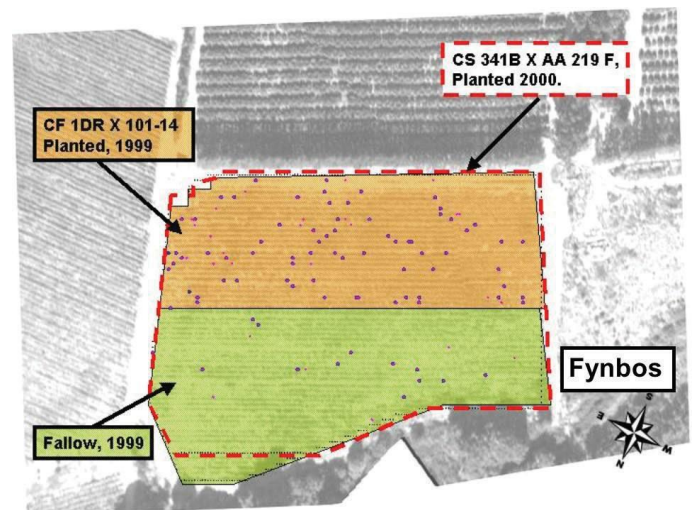 CS 341B X AA 219 F,
Planted 2000.
CF 1DR X 101-14
Planted, 1999
Fynbos
Fallow, 1999
S
E
W
N